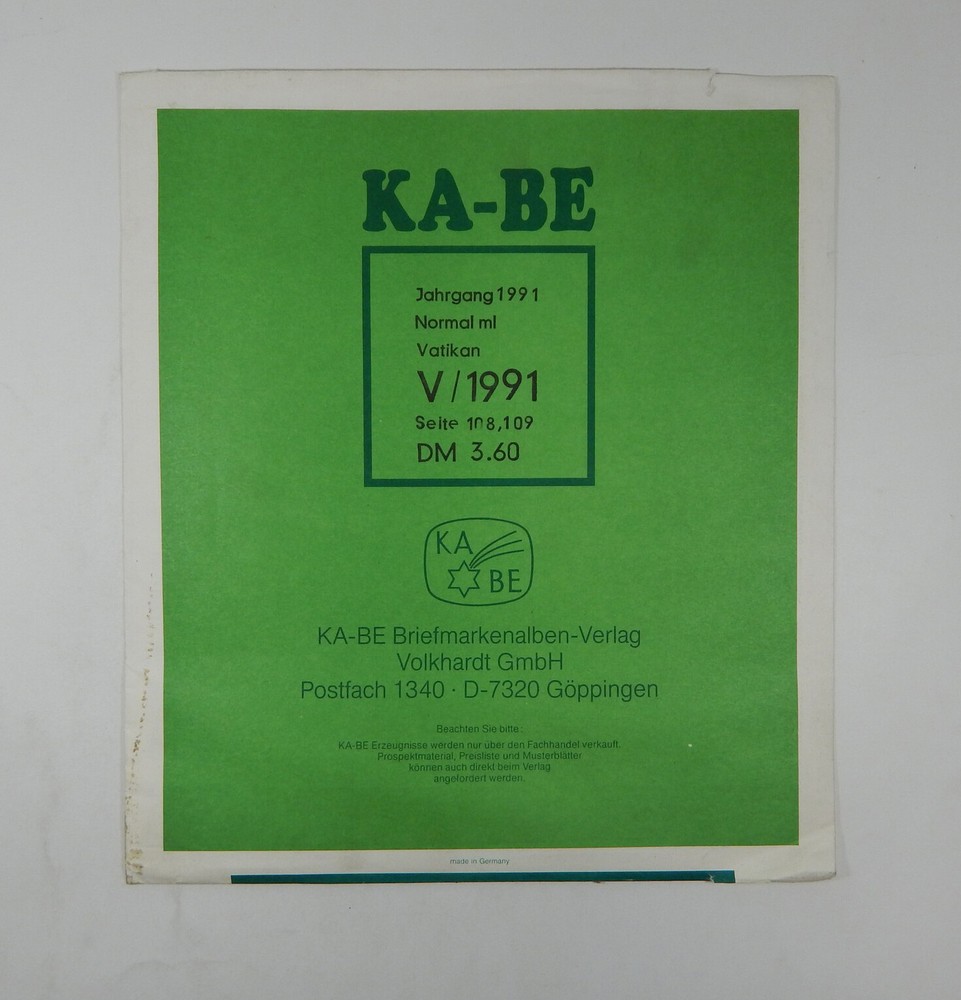 KA-BE
Jahrgang 1991
Normal ml
Vatikan
V/1991
Seite 108,109
DM 3.60
KA
BE
KA-BE Briefmarkenalben-Verlag
Volkhardt GmbH
Postfach 1340 · D-7320 Göppingen
Beachten Sie bitte:
KA-BE Erzeugnisse werden nur über den Fachhandel verkauft.
Prospektmaterial, Preisliste und Musterblätter
können auch direkt beim Verlag
angefordert werden.
made in Germany